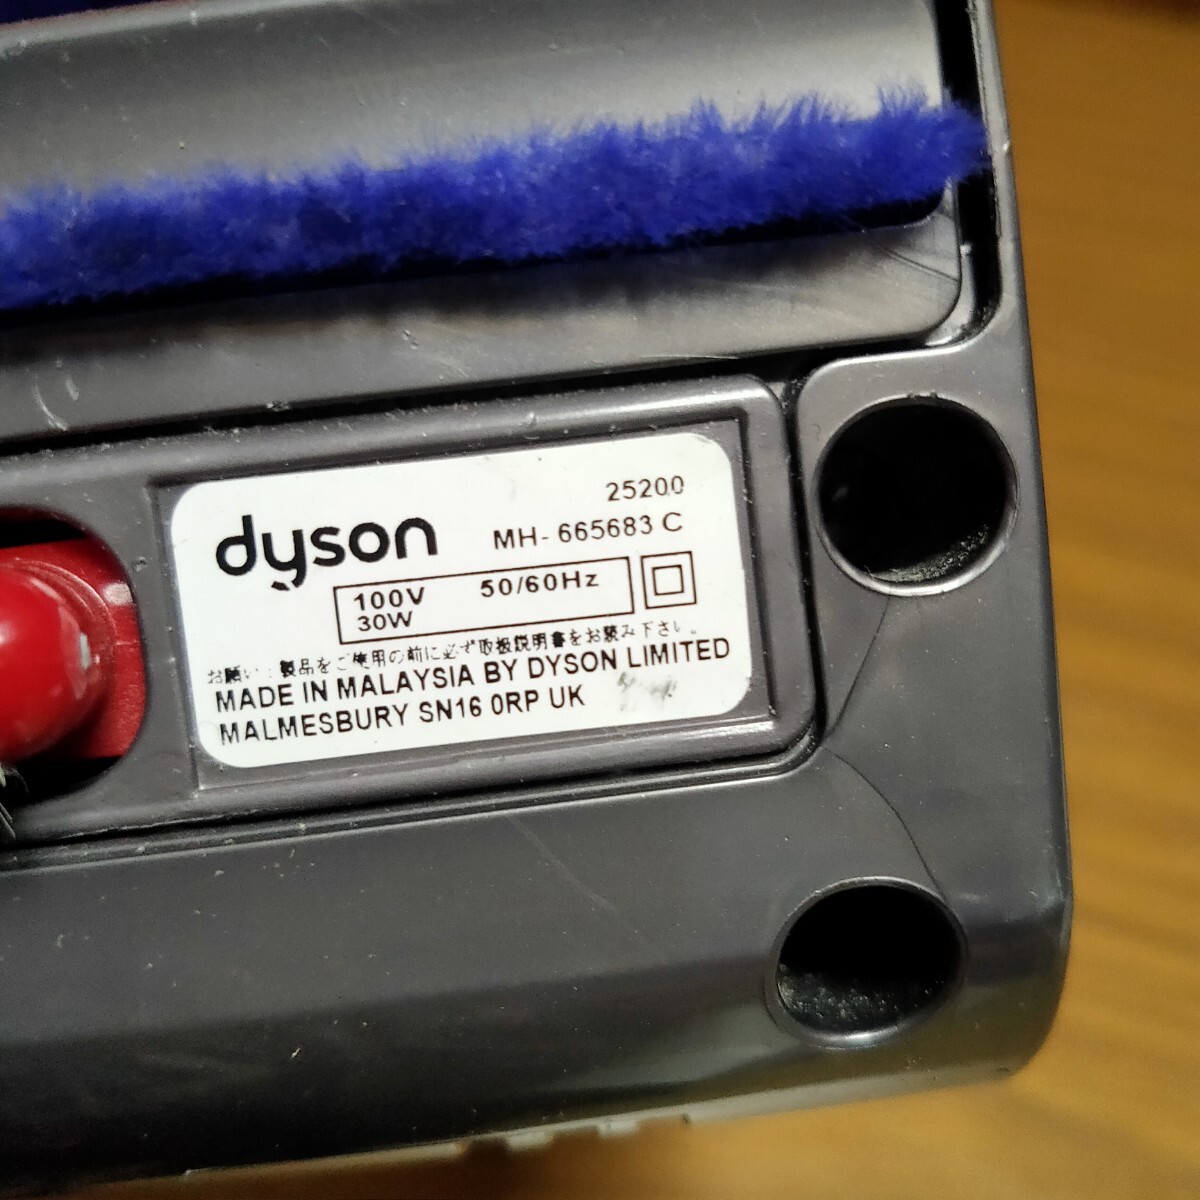 25200
dyson
MH- 665683 C
100V 50/60Hz
30W
お願い：製品をご使用の前に必ず取扱説明書をお読み下さい。
MADE IN MALAYSIA BY DYSON LIMITED
MALMESBURY SN16 0RP UK